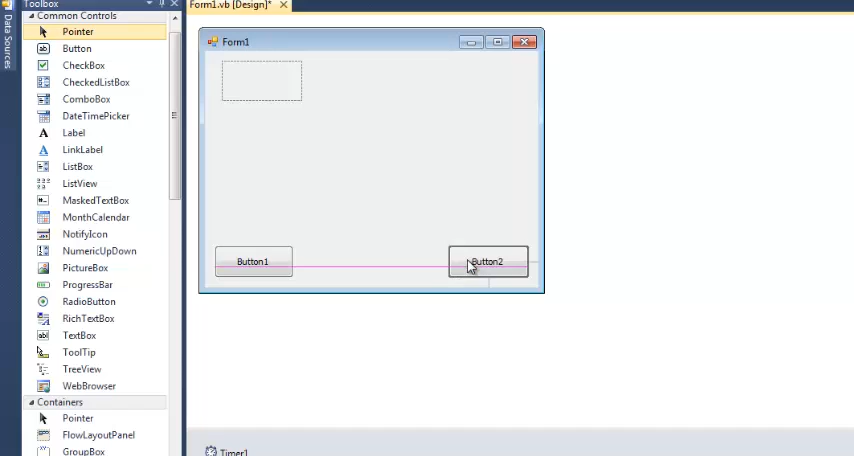 Toolbox
Form1.vb [Design]*
Data Sources
Common Controls
Pointer
Button
CheckBox
CheckedListBox
ComboBox
DateTimePicker
Label
LinkLabel
ListBox
ListView
MaskedTextBox
MonthCalendar
NotifyIcon
NumericUpDown
PictureBox
ProgressBar
RadioButton
RichTextBox
TextBox
ToolTip
TreeView
WebBrowser
Containers
Pointer
FlowLayoutPanel
GroupBox
Form1
Button1
Button2
Timer1